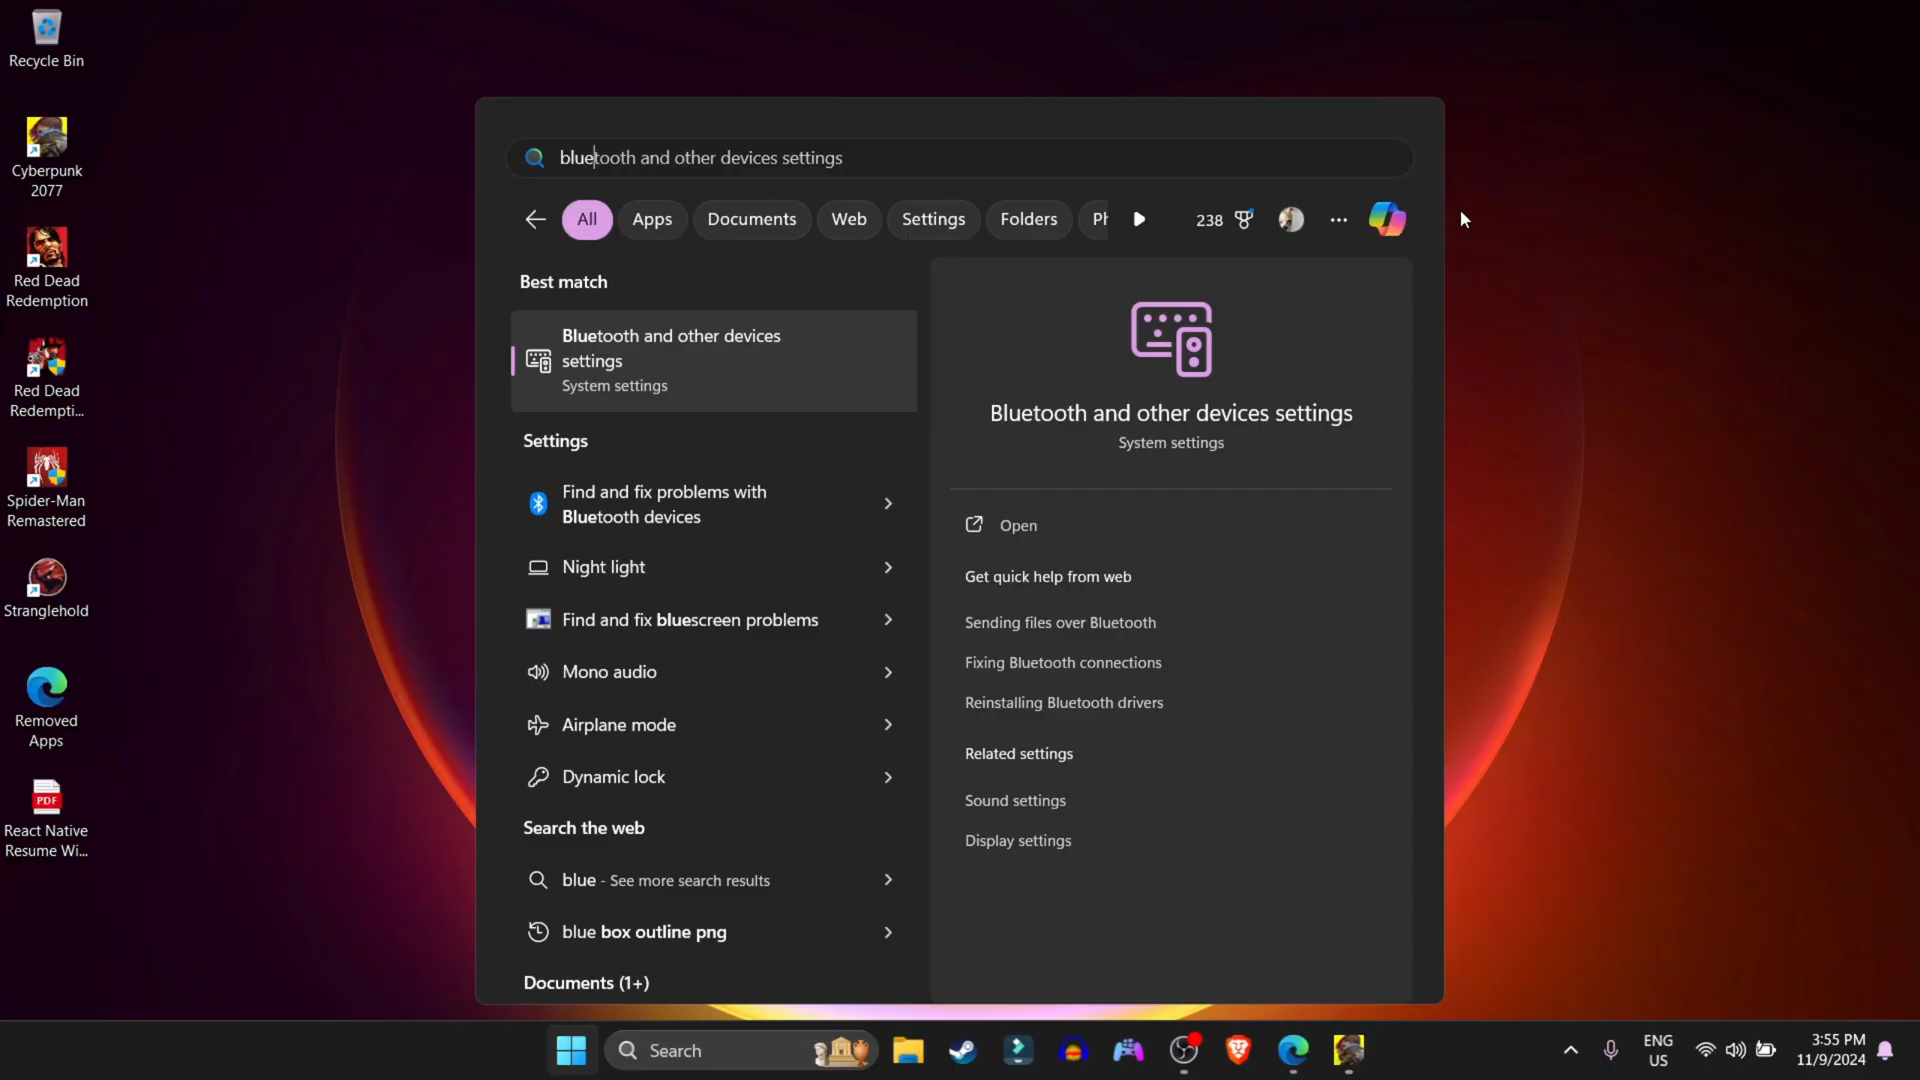 Recycle Bin
Cyberpunk
2077
Red Dead
Redemption
Red Dead
Redempti...
Spider-Man
Remastered
Stranglehold
Removed
Apps
PDF
React Native
Resume Wi...
bluetooth and other devices settings
All
Apps
Documents
Web
Settings
Folders
Ph
238
Best match
Bluetooth and other devices
settings
System settings
Settings
Find and fix problems with
Bluetooth devices
Night light
Find and fix bluescreen problems
Mono audio
Airplane mode
Dynamic lock
Search the web
blue - See more search results
blue box outline png
Documents (1+)
Bluetooth and other devices settings
System settings
Open
Get quick help from web
Sending files over Bluetooth
Fixing Bluetooth connections
Reinstalling Bluetooth drivers
Related settings
Sound settings
Display settings
Search
ENG
US
3:55 PM
11/9/2024